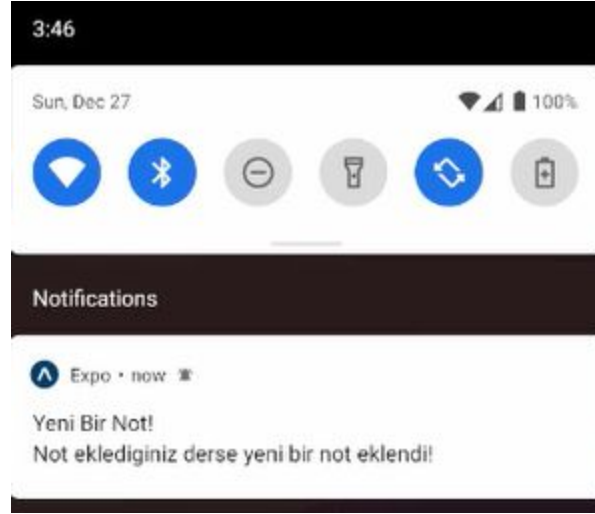 3:46
Sun, Dec 27 100%
Notifications
Expo • now
Yeni Bir Not!
Not eklediginiz derse yeni bir not eklendi!